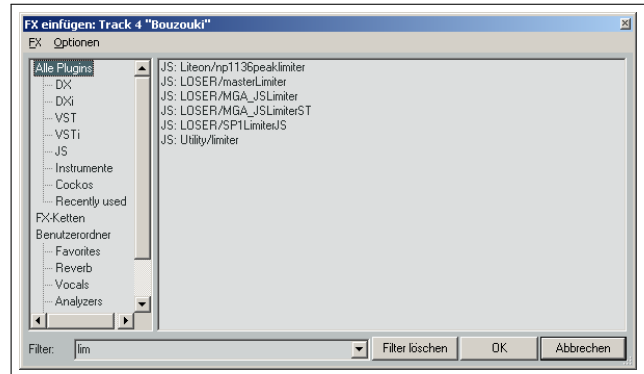 FX einfügen: Track 4 "Bouzouki"
FX Optionen
Alle Plugins
DX
DXi
VST
VSTi
JS
Instrumente
Cockos
Recently used
FX-Ketten
Benutzerordner
Favorites
Reverb
Vocals
Analyzers
JS: Liteon/np1136peaklimiter
JS: LOSER/masterLimiter
JS: LOSER/MGA_JSLimiter
JS: LOSER/MGA_JSLimiterST
JS: LOSER/SP1LimiterJS
JS: Utility/limiter
Filter: lim Filter löschen OK Abbrechen